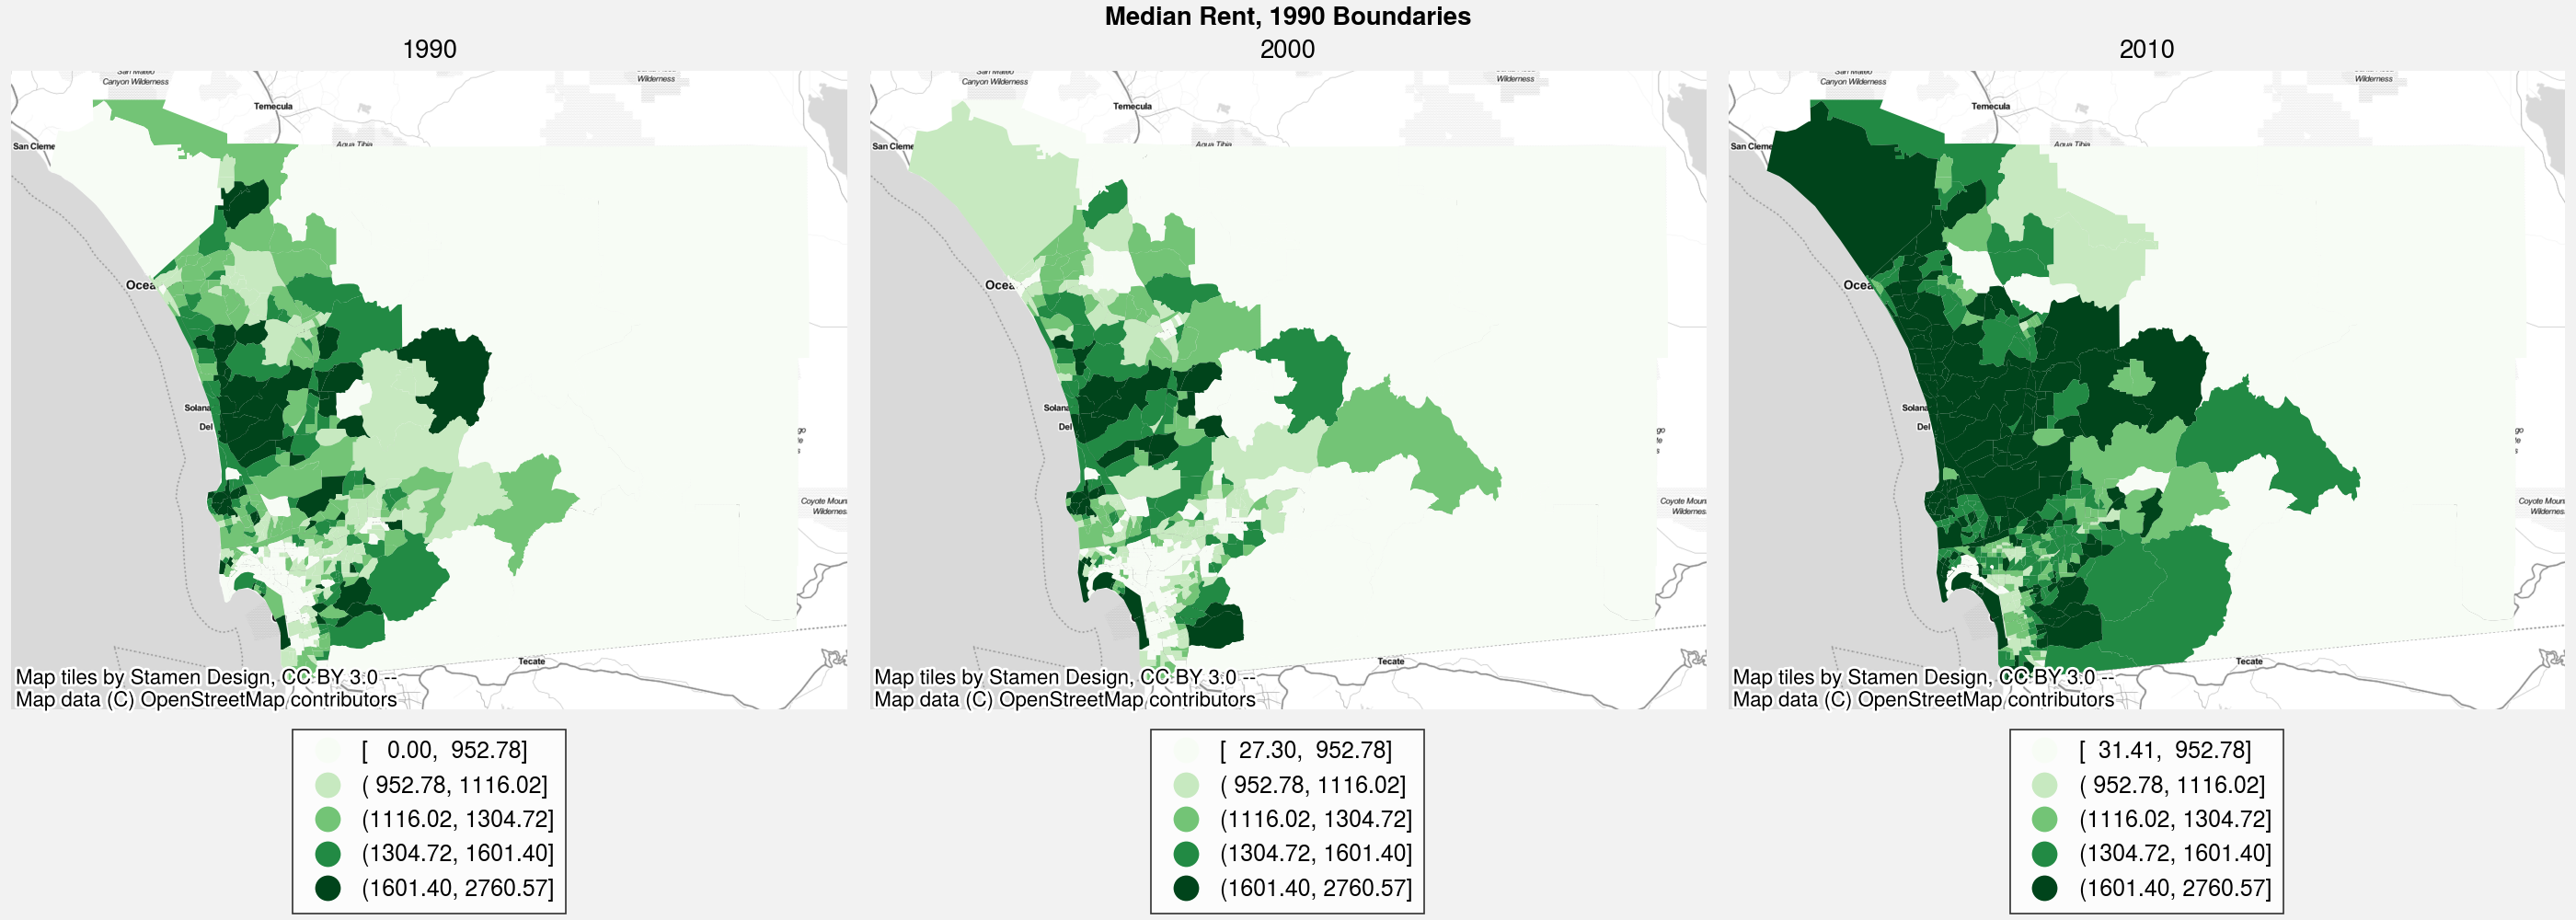 Median Rent, 1990 Boundaries
1990
San Mateo
Canyon Wilderness
Wilderness
Temecula
San Cleme
Agua Tibia
Ocea
Solana
Del
Coyote Moun
Wilderness
Tecate
Map tiles by Stamen Design, CC BY 3.0 --
Map data (C) OpenStreetMap contributors
[   0.00,  952.78]
( 952.78, 1116.02]
(1116.02, 1304.72]
(1304.72, 1601.40]
(1601.40, 2760.57]
2000
San Mateo
Canyon Wilderness
Wilderness
Temecula
San Cleme
Agua Tibia
Ocea
Solana
Del
Coyote Moun
Wilderness
Tecate
Map tiles by Stamen Design, CC BY 3.0 --
Map data (C) OpenStreetMap contributors
[  27.30,  952.78]
( 952.78, 1116.02]
(1116.02, 1304.72]
(1304.72, 1601.40]
(1601.40, 2760.57]
2010
San Mateo
Canyon Wilderness
Wilderness
Temecula
San Cleme
Agua Tibia
Ocea
Solana
Del
Coyote Moun
Wilderness
Tecate
Map tiles by Stamen Design, CC BY 3.0 --
Map data (C) OpenStreetMap contributors
[  31.41,  952.78]
( 952.78, 1116.02]
(1116.02, 1304.72]
(1304.72, 1601.40]
(1601.40, 2760.57]